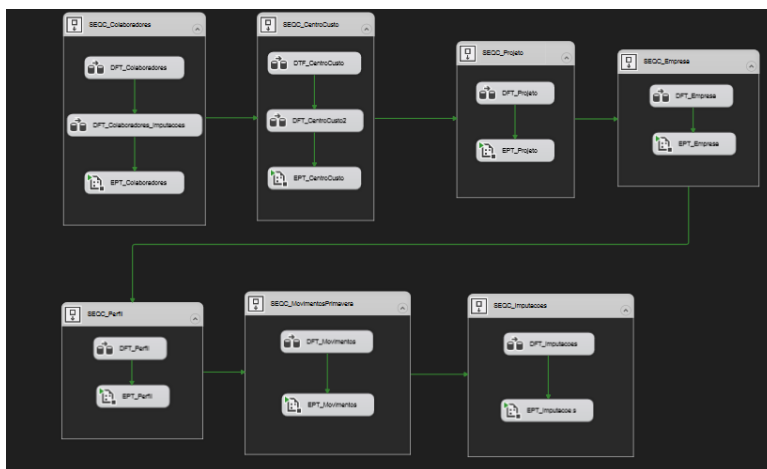 SEQC_Colaboradores
DFT_Colaboradores
DFT_Colaboradores_Imputacoes
EPT_Colaboradores
SEQC_CentroCusto
DTF_CentroCusto
DFT_CentroCusto2
EPT_CentroCusto
SEQC_Projeto
DFT_Projeto
EPT_Projeto
SEQC_Empresa
DFT_Empresa
EPT_Empresa
SEQC_Perfil
DFT_Perfil
EPT_Perfil
SEQC_MovimentosPrimavera
DFT_Movimentos
EPT_Movimentos
SEQC_Imputacoes
DFT_Imputacoes
EPT_Imputacoe.s